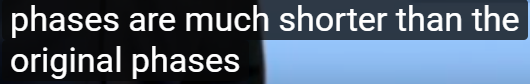 phases are much shorter than the
original phases